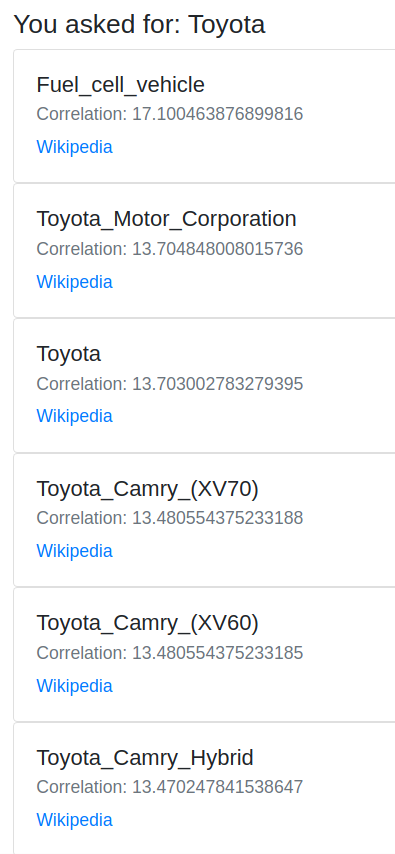 You asked for: Toyota
Fuel_cell_vehicle
Correlation: 17.100463876899816
Wikipedia
Toyota_Motor_Corporation
Correlation: 13.704848008015736
Wikipedia
Toyota
Correlation: 13.703002783279395
Wikipedia
Toyota_Camry_(XV70)
Correlation: 13.480554375233188
Wikipedia
Toyota_Camry_(XV60)
Correlation: 13.480554375233185
Wikipedia
Toyota_Camry_Hybrid
Correlation: 13.470247841538647
Wikipedia